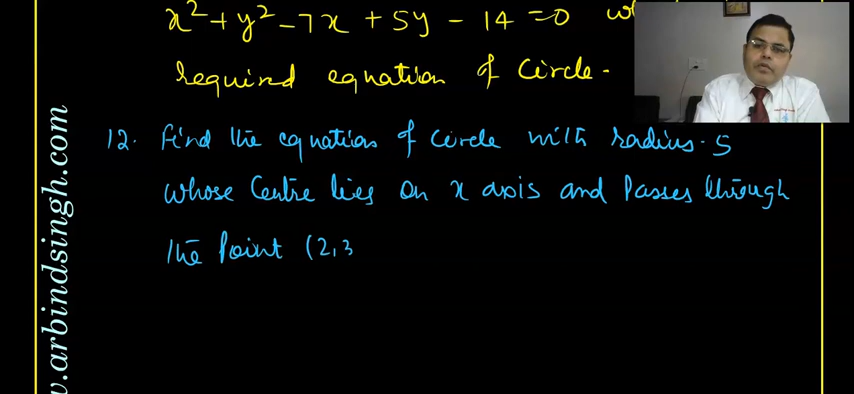 x² + y² - 7x + 5y - 14 = 0
required equation of Circle.
12. Find the equation of Circle with radius. 5
whose Centre lies on x axis and Passes through
the Point (2,3
w.arbindsingh.com